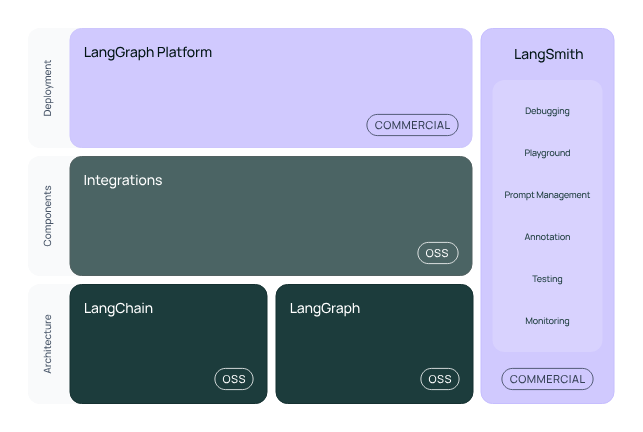 Deployment
LangGraph Platform
COMMERCIAL
Components
Integrations
OSS
Architecture
LangChain
OSS
LangGraph
OSS
LangSmith
Debugging
Playground
Prompt Management
Annotation
Testing
Monitoring
COMMERCIAL